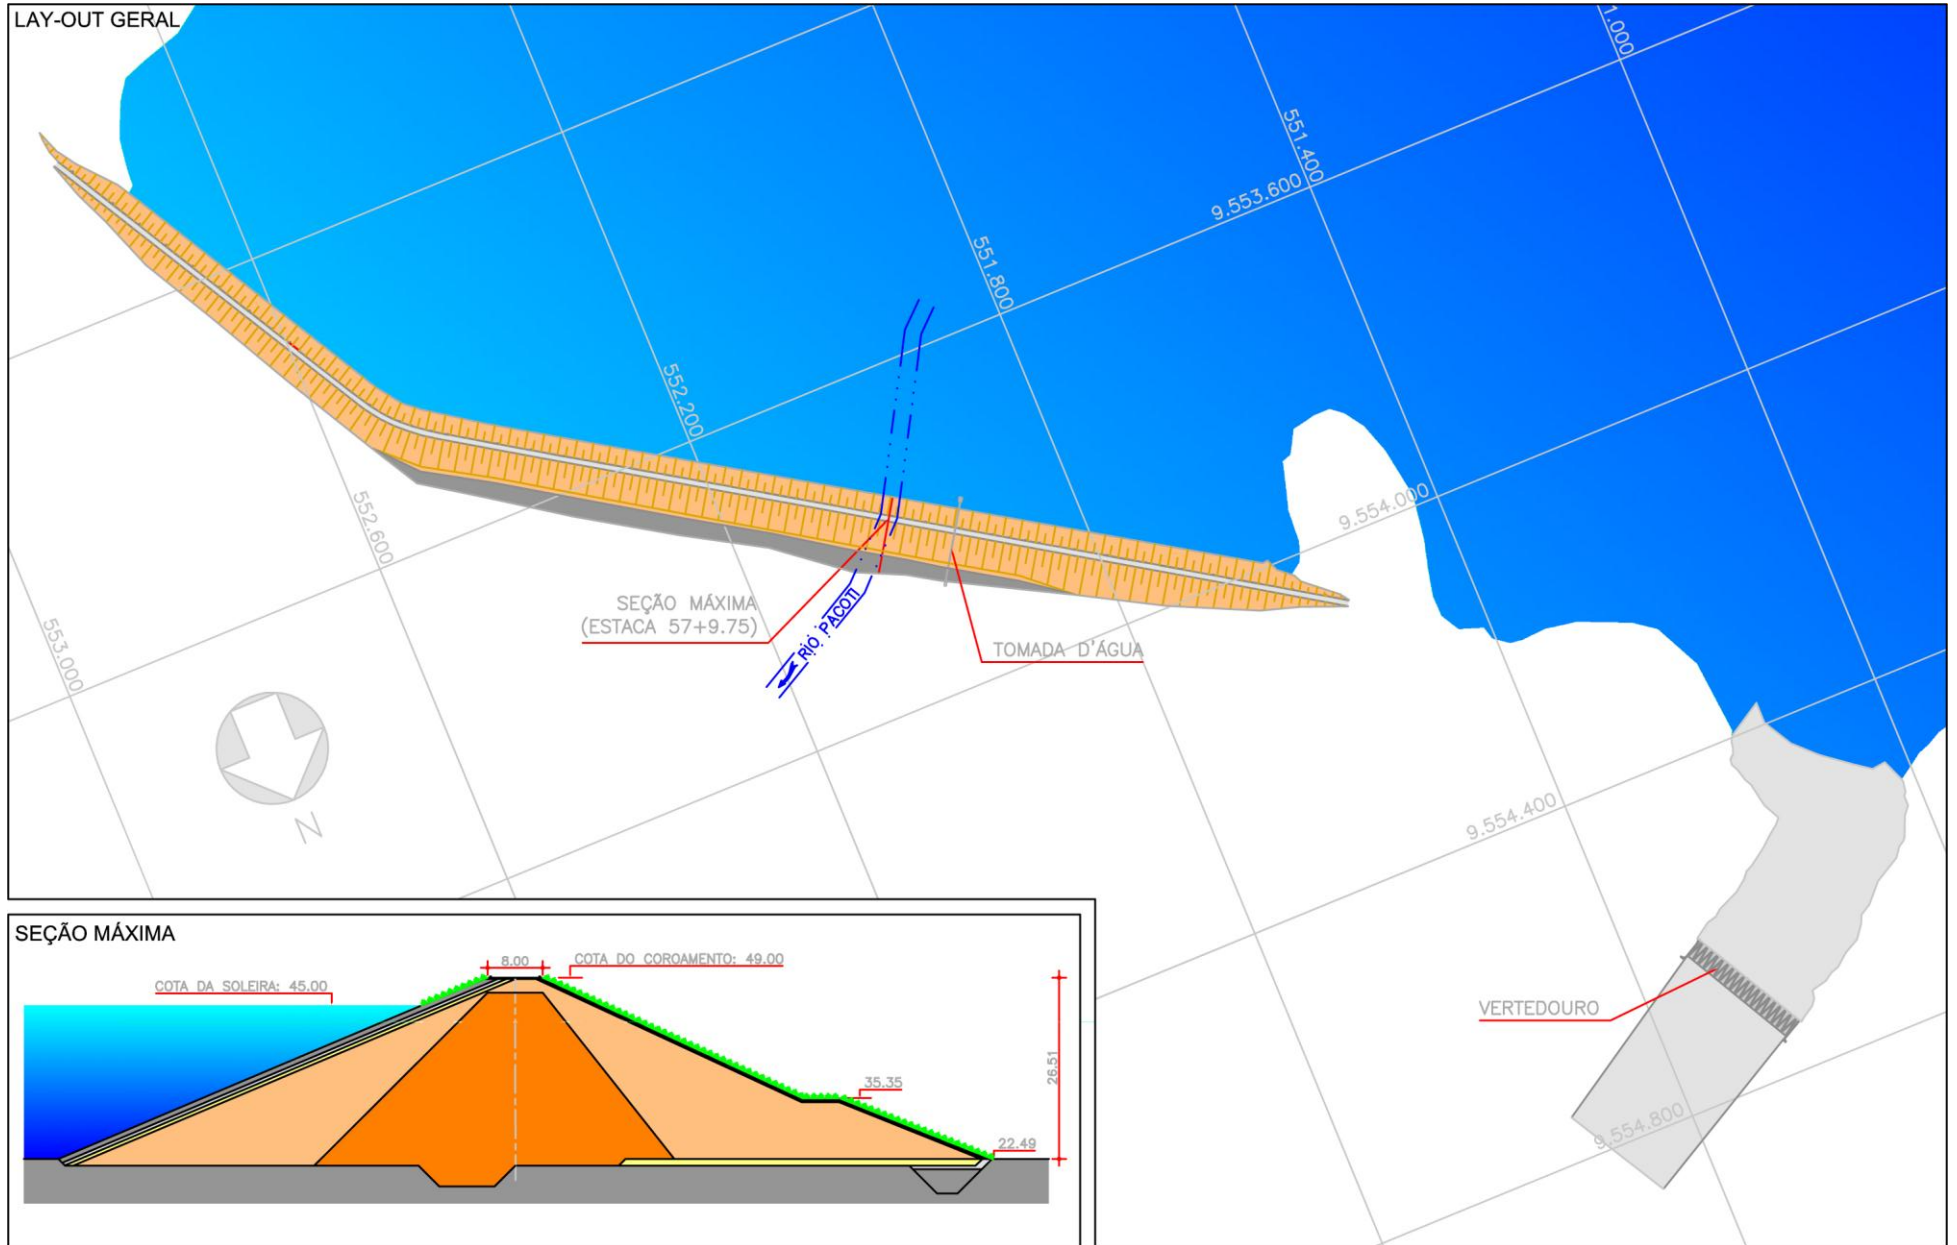 LAY-OUT GERAL
1.000
551.400
9.553.600
551.800
552.200
9.554.000
552.600
SEÇÃO MÁXIMA
(ESTACA 57+9.75)
RIO PACOTI
TOMADA D'ÁGUA
553.000
N
9.554.400
VERTEDOURO
9.554.800
SEÇÃO MÁXIMA
8.00
COTA DO COROAMENTO: 49.00
COTA DA SOLEIRA: 45.00
26.51
35.35
22.49